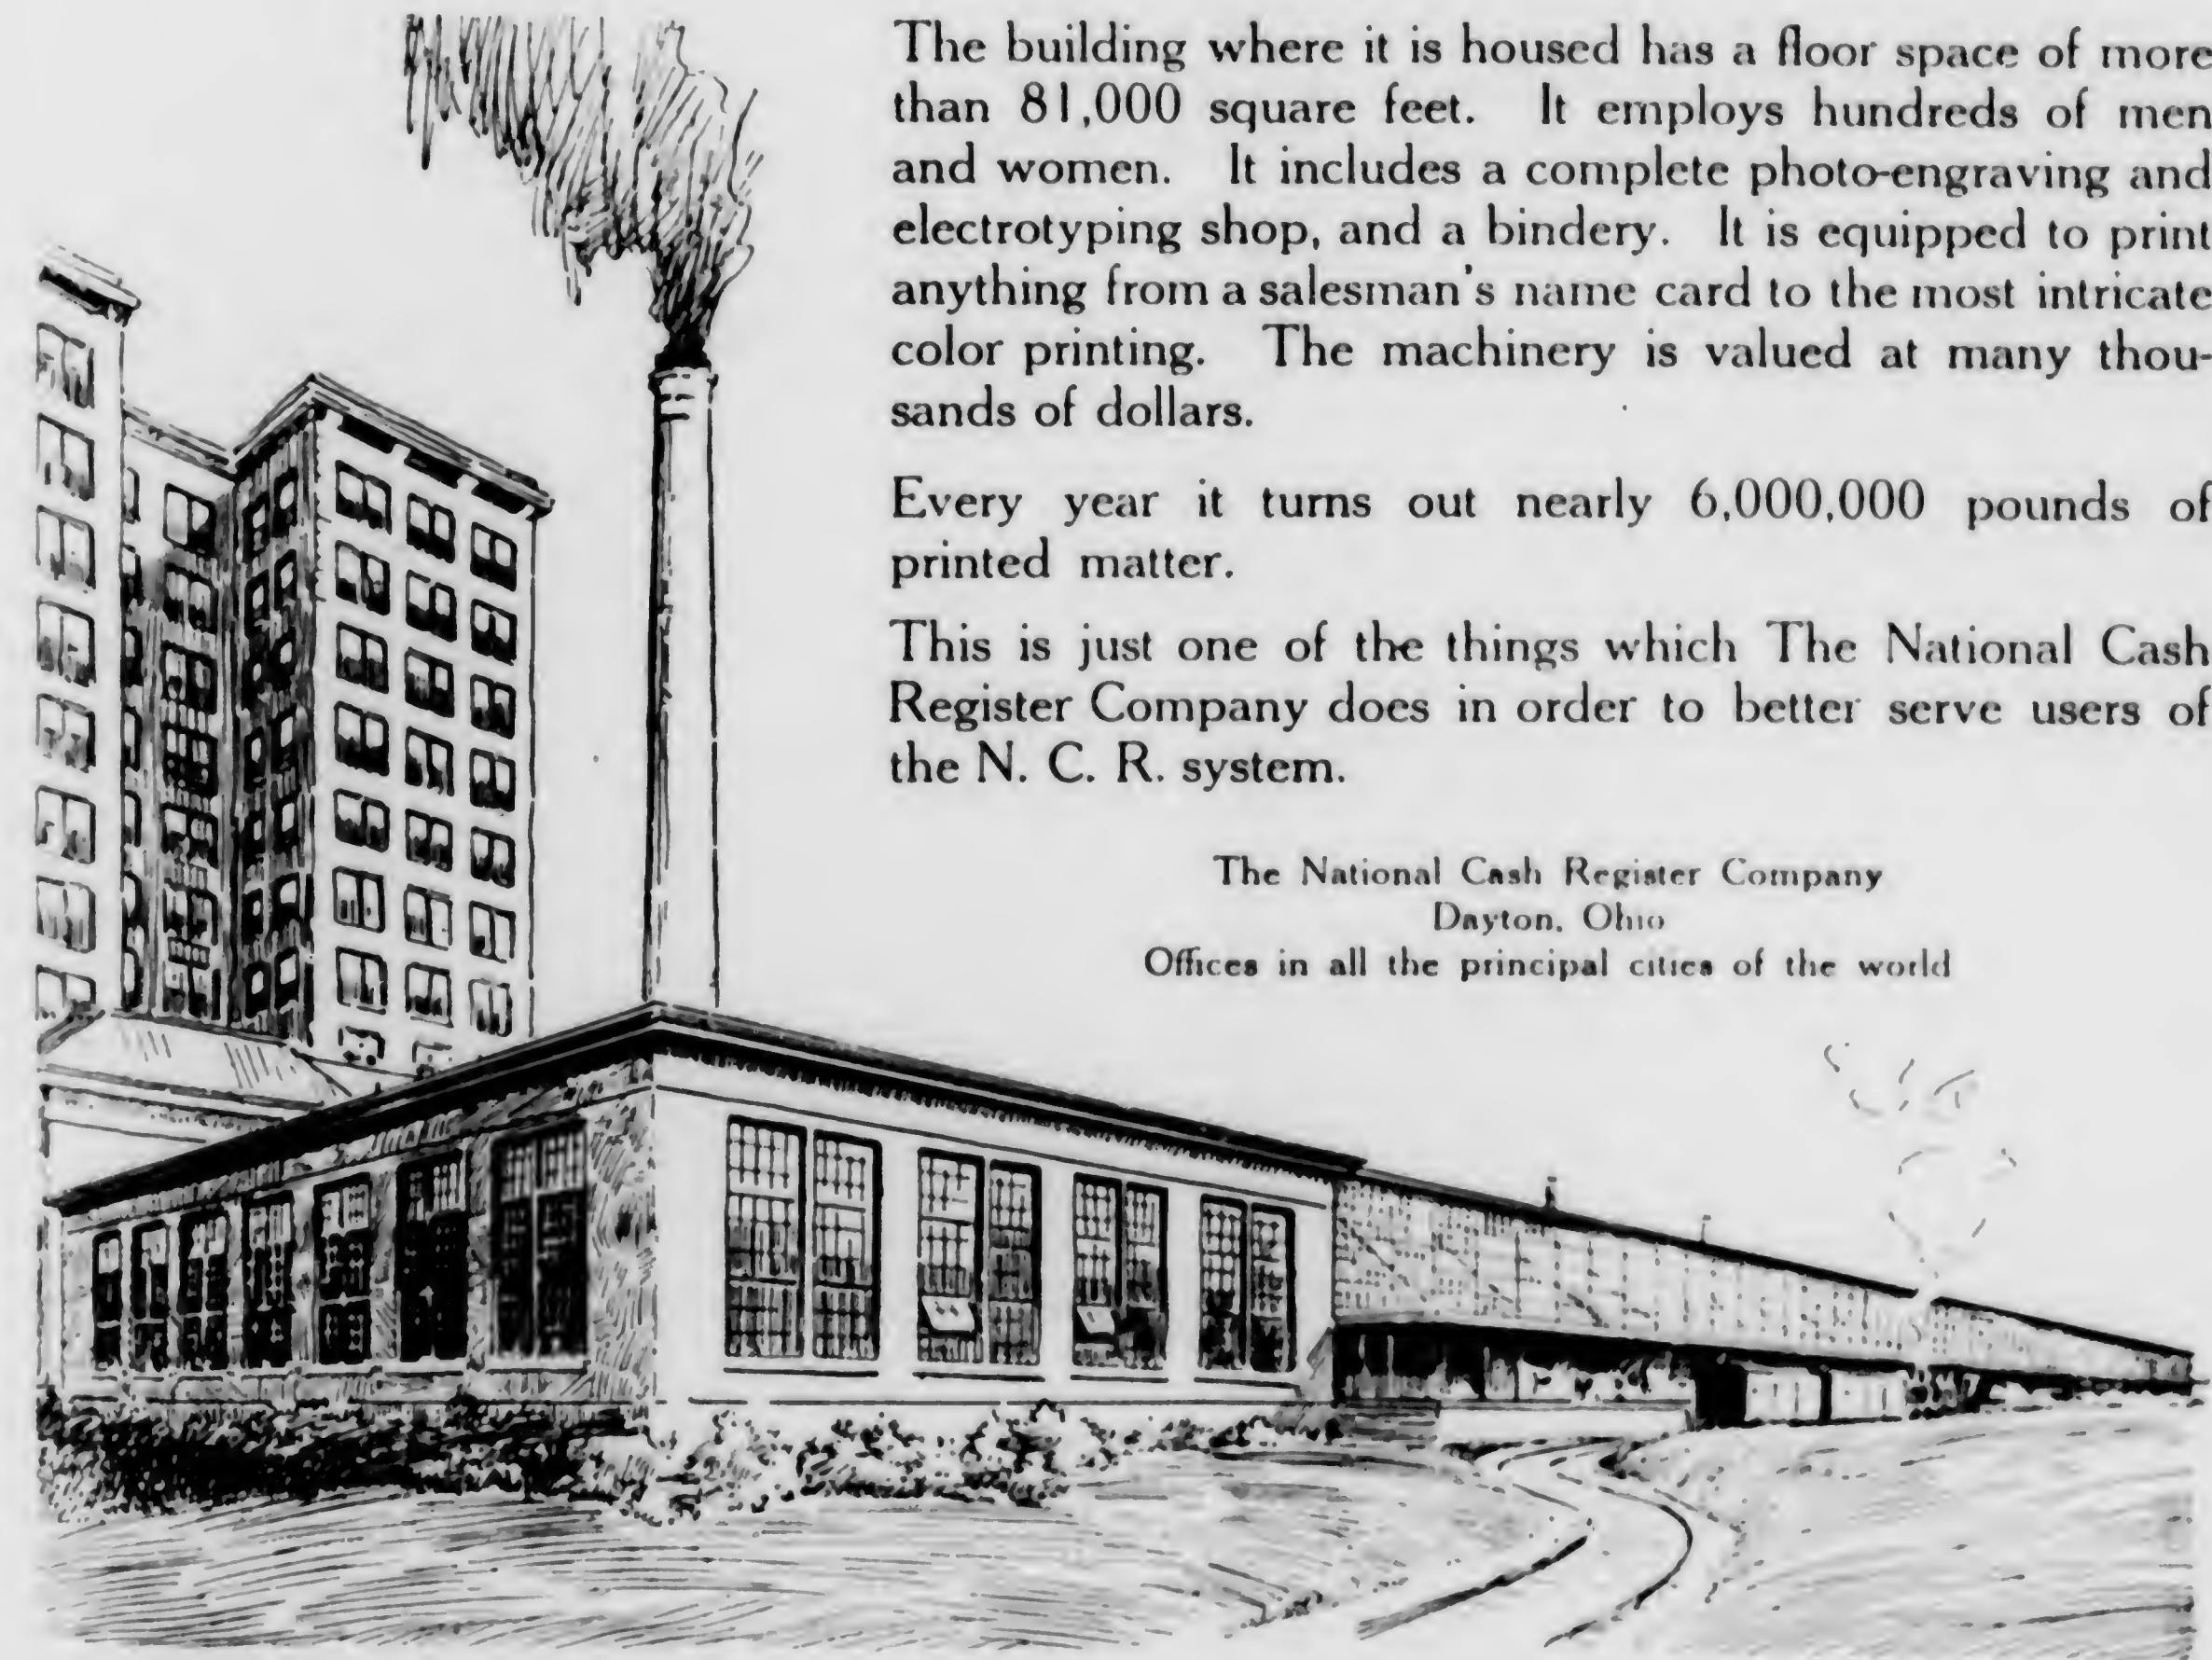 The building where it is housed has a floor space of more
than 81,000 square feet. It employs hundreds of men
and women. It includes a complete photo-engraving and
electrotyping shop, and a bindery. It is equipped to print
anything from a salesman's name card to the most intricate
color printing. The machinery is valued at many thou-
sands of dollars.
Every year it turns out nearly 6,000,000 pounds of
printed matter.
This is just one of the things which The National Cash
Register Company does in order to better serve users of
the N. C. R. system.
The National Cash Register Company
Dayton, Ohio
Offices in all the principal cities of the world